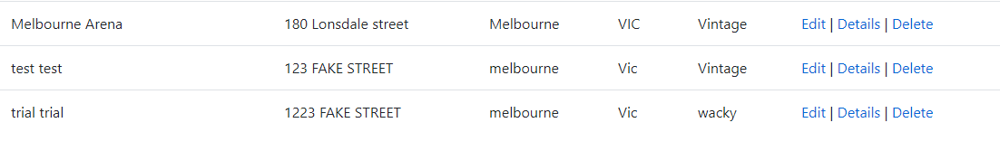 Melbourne Arena 180 Lonsdale street Melbourne VIC Vintage Edit | Details | Delete
test test 123 FAKE STREET melbourne Vic Vintage Edit | Details | Delete
trial trial 1223 FAKE STREET melbourne Vic wacky Edit | Details | Delete